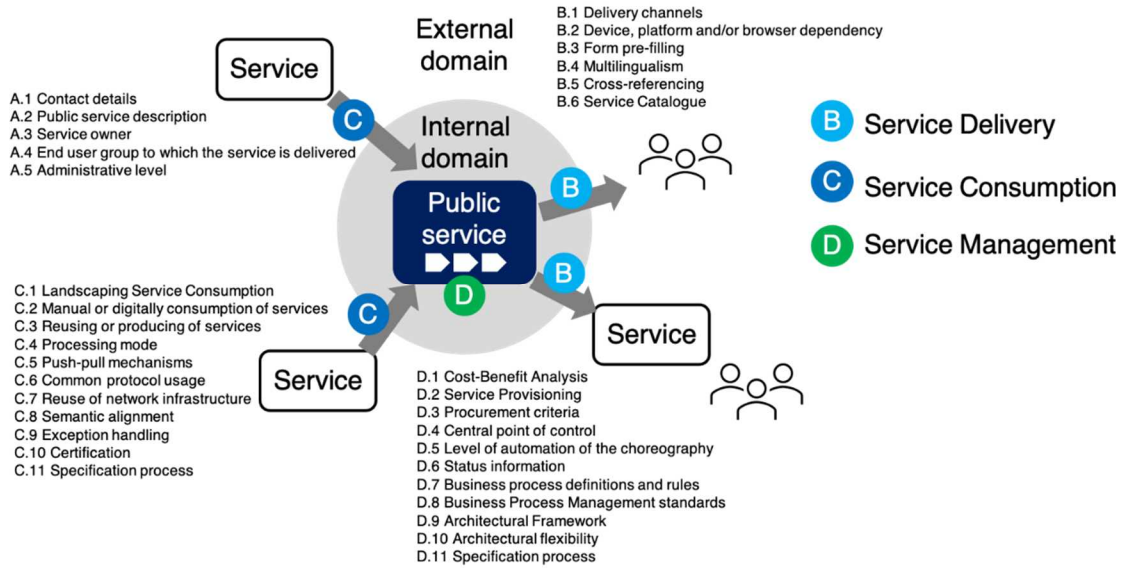 External
domain
Service
A.1 Contact details
A.2 Public service description
A.3 Service owner
A.4 End user group to which the service is delivered
A.5 Administrative level
C
Internal
domain
B.1 Delivery channels
B.2 Device, platform and/or browser dependency
B.3 Form pre-filling
B.4 Multilingualism
B.5 Cross-referencing
B.6 Service Catalogue
B Service Delivery
C Service Consumption
D Service Management
Public
service
B
B
D
C
C.1 Landscaping Service Consumption
C.2 Manual or digitally consumption of services
C.3 Reusing or producing of services
C.4 Processing mode
C.5 Push-pull mechanisms
C.6 Common protocol usage
C.7 Reuse of network infrastructure
C.8 Semantic alignment
C.9 Exception handling
C.10 Certification
C.11 Specification process
Service
Service
D.1 Cost-Benefit Analysis
D.2 Service Provisioning
D.3 Procurement criteria
D.4 Central point of control
D.5 Level of automation of the choreography
D.6 Status information
D.7 Business process definitions and rules
D.8 Business Process Management standards
D.9 Architectural Framework
D.10 Architectural flexibility
D.11 Specification process